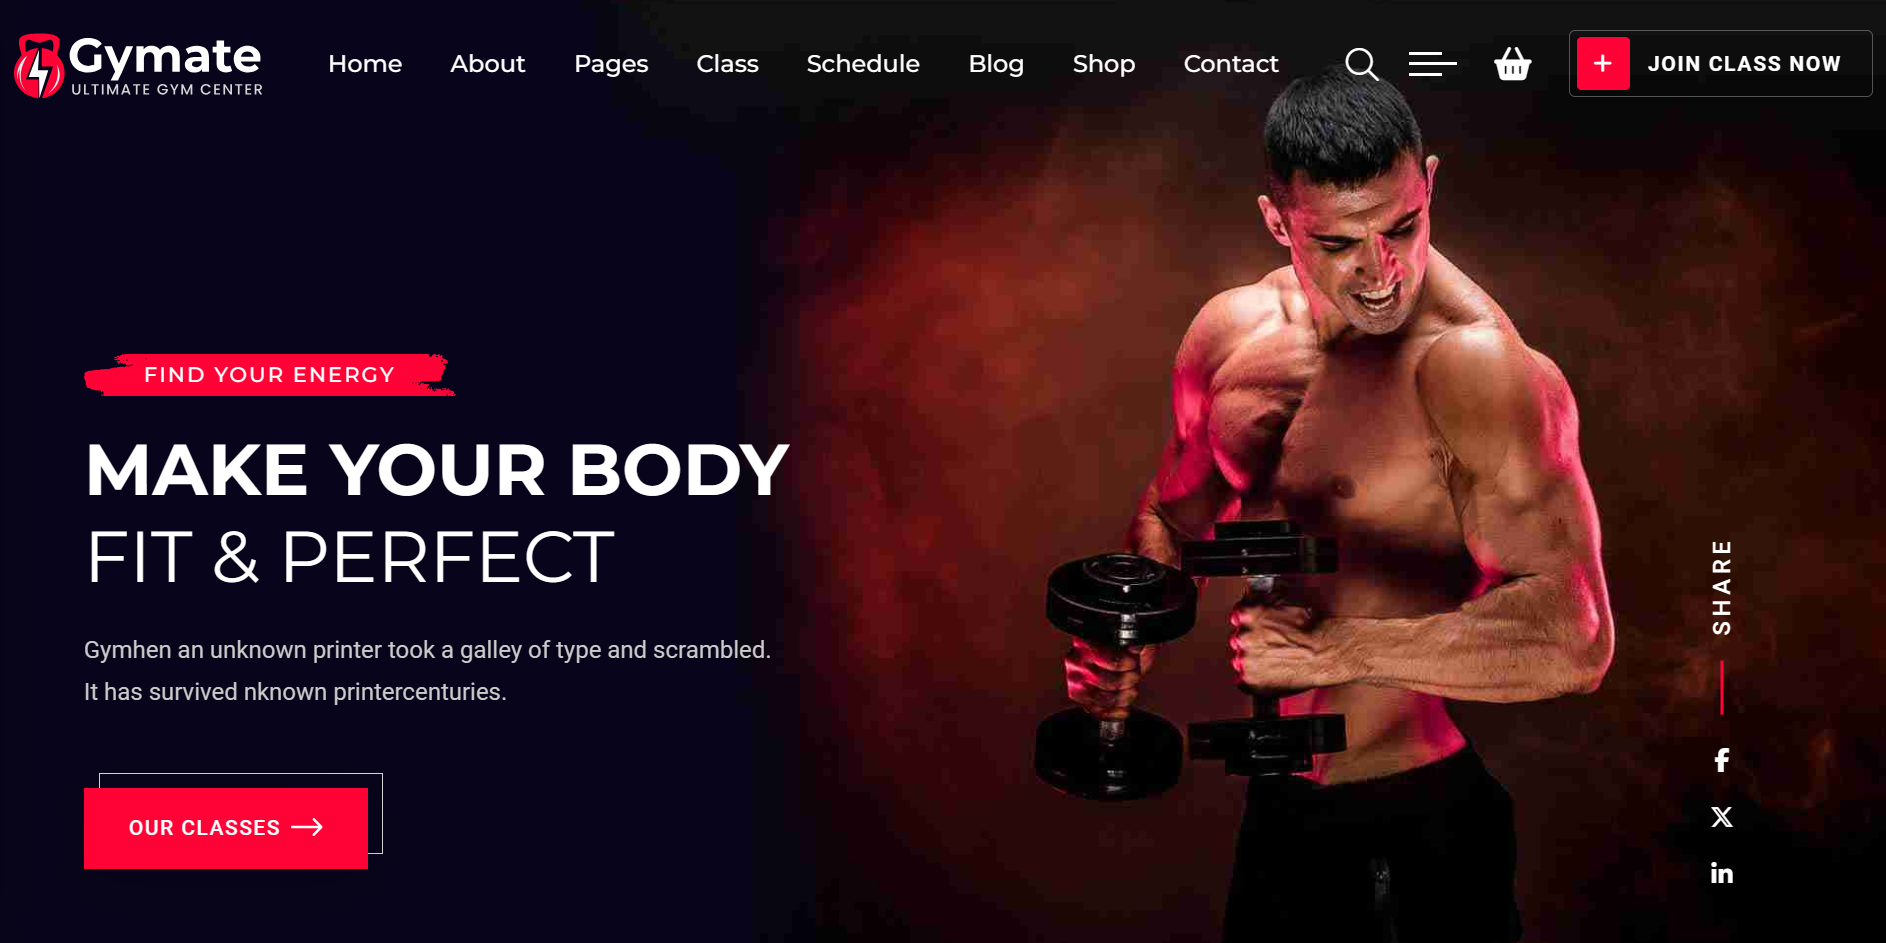 Gymate
ULTIMATE GYM CENTER
Home About Pages Class Schedule Blog Shop Contact
JOIN CLASS NOW
FIND YOUR ENERGY
MAKE YOUR BODY
FIT & PERFECT
Gymhen an unknown printer took a galley of type and scrambled.
It has survived nknown printercenturies.
OUR CLASSES
SHARE